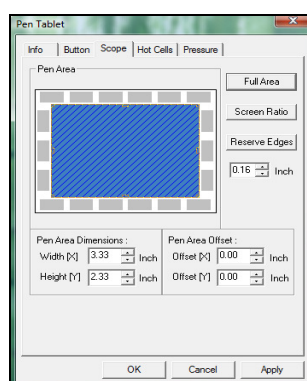 Pen Tablet
Info Button Scope Hot Cells Pressure
Pen Area
Full Area
Screen Ratio
Reserve Edges
0.16 Inch
Pen Area Dimensions :
Width [X] 3.33 Inch
Height [Y] 2.33 Inch
Pen Area Offset :
Offset [X] 0.00 Inch
Offset [Y] 0.00 Inch
OK Cancel Apply